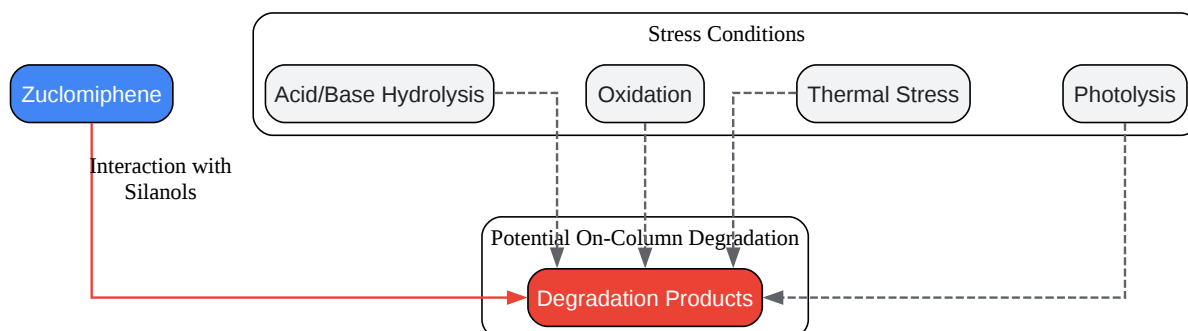 Stress Conditions
Zuclomiphene
Acid/Base Hydrolysis
Oxidation
Thermal Stress
Photolysis
Interaction with
Silanols
Potential On-Column Degradation
Degradation Products